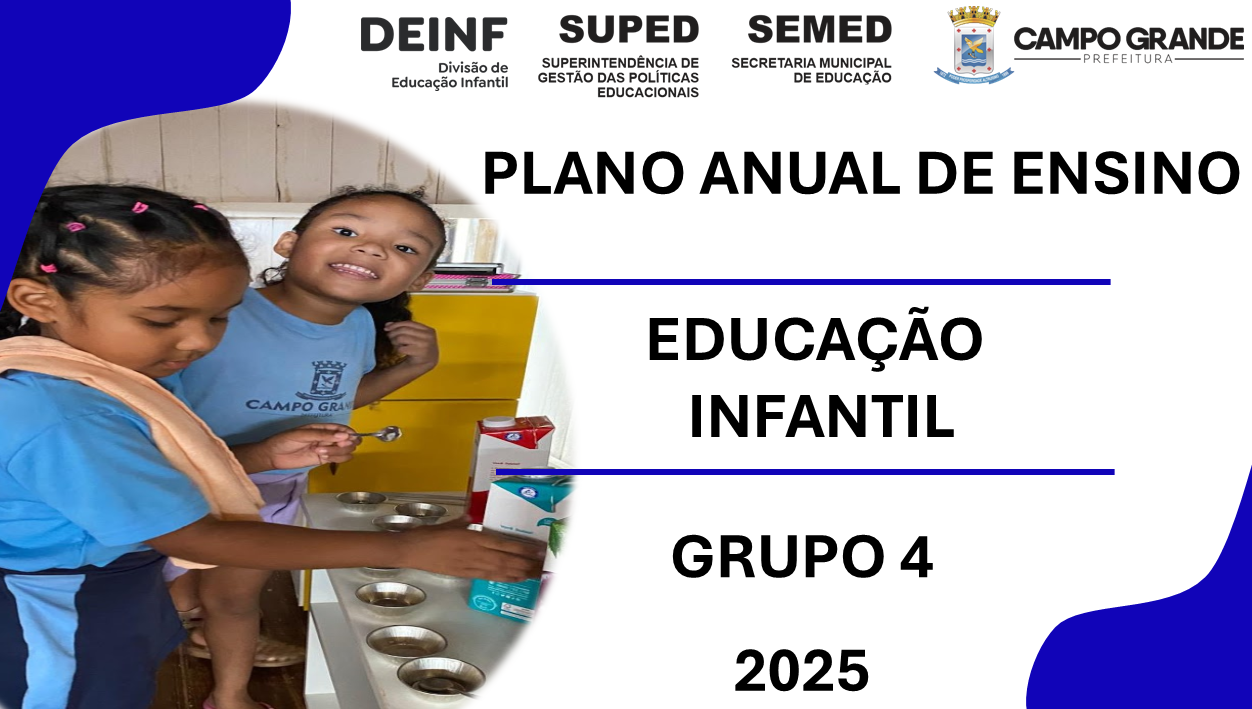 DEINF
Divisão de
Educação Infantil
SUPED
SUPERINTENDÊNCIA DE
GESTÃO DAS POLÍTICAS
EDUCACIONAIS
SEMED
SECRETARIA MUNICIPAL
DE EDUCAÇÃO
CAMPO GRANDE
PREFEITURA
PLANO ANUAL DE ENSINO
EDUCAÇÃO
INFANTIL
GRUPO 4
2025
CAMPO GRAN